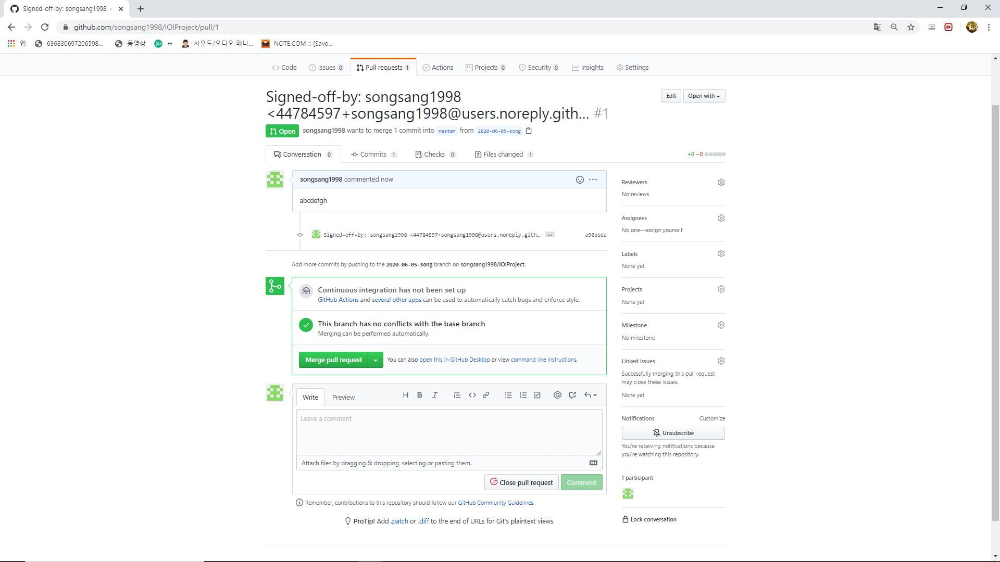 Signed-off-by: songsang1998 <
github.com/songsang1998/IOIProject/pull/1
앱 636830697206598... 동영상 ㅂ 사운드/오디오 매니... NOTE.COM :: [Save...
Code Issues 0 Pull requests 1 Actions Projects 0 Security 0 Insights Settings
Signed-off-by: songsang1998
<44784597+songsang1998@users.noreply.gith... #1
Edit Open with
Open songsang1998 wants to merge 1 commit into master from 2020-06-05-song
Conversation 0 Commits 1 Checks 0 Files changed 1 +0 −0
songsang1998 commented now
abcdefgh
Signed-off-by: songsang1998 <44784597+songsang1998@users.noreply.gith… ... a90aeea
Add more commits by pushing to the 2020-06-05-song branch on songsang1998/IOIProject.
Continuous integration has not been set up
GitHub Actions and several other apps can be used to automatically catch bugs and enforce style.
This branch has no conflicts with the base branch
Merging can be performed automatically.
Merge pull request You can also open this in GitHub Desktop or view command line instructions.
Write Preview
Leave a comment
Attach files by dragging & dropping, selecting or pasting them.
Close pull request Comment
Remember, contributions to this repository should follow our GitHub Community Guidelines.
ProTip! Add .patch or .diff to the end of URLs for Git's plaintext views.
Reviewers
No reviews
Assignees
No one—assign yourself
Labels
None yet
Projects
None yet
Milestone
No milestone
Linked issues
Successfully merging this pull request
may close these issues.
None yet
Notifications Customize
Unsubscribe
You're receiving notifications because
you're watching this repository.
1 participant
Lock conversation